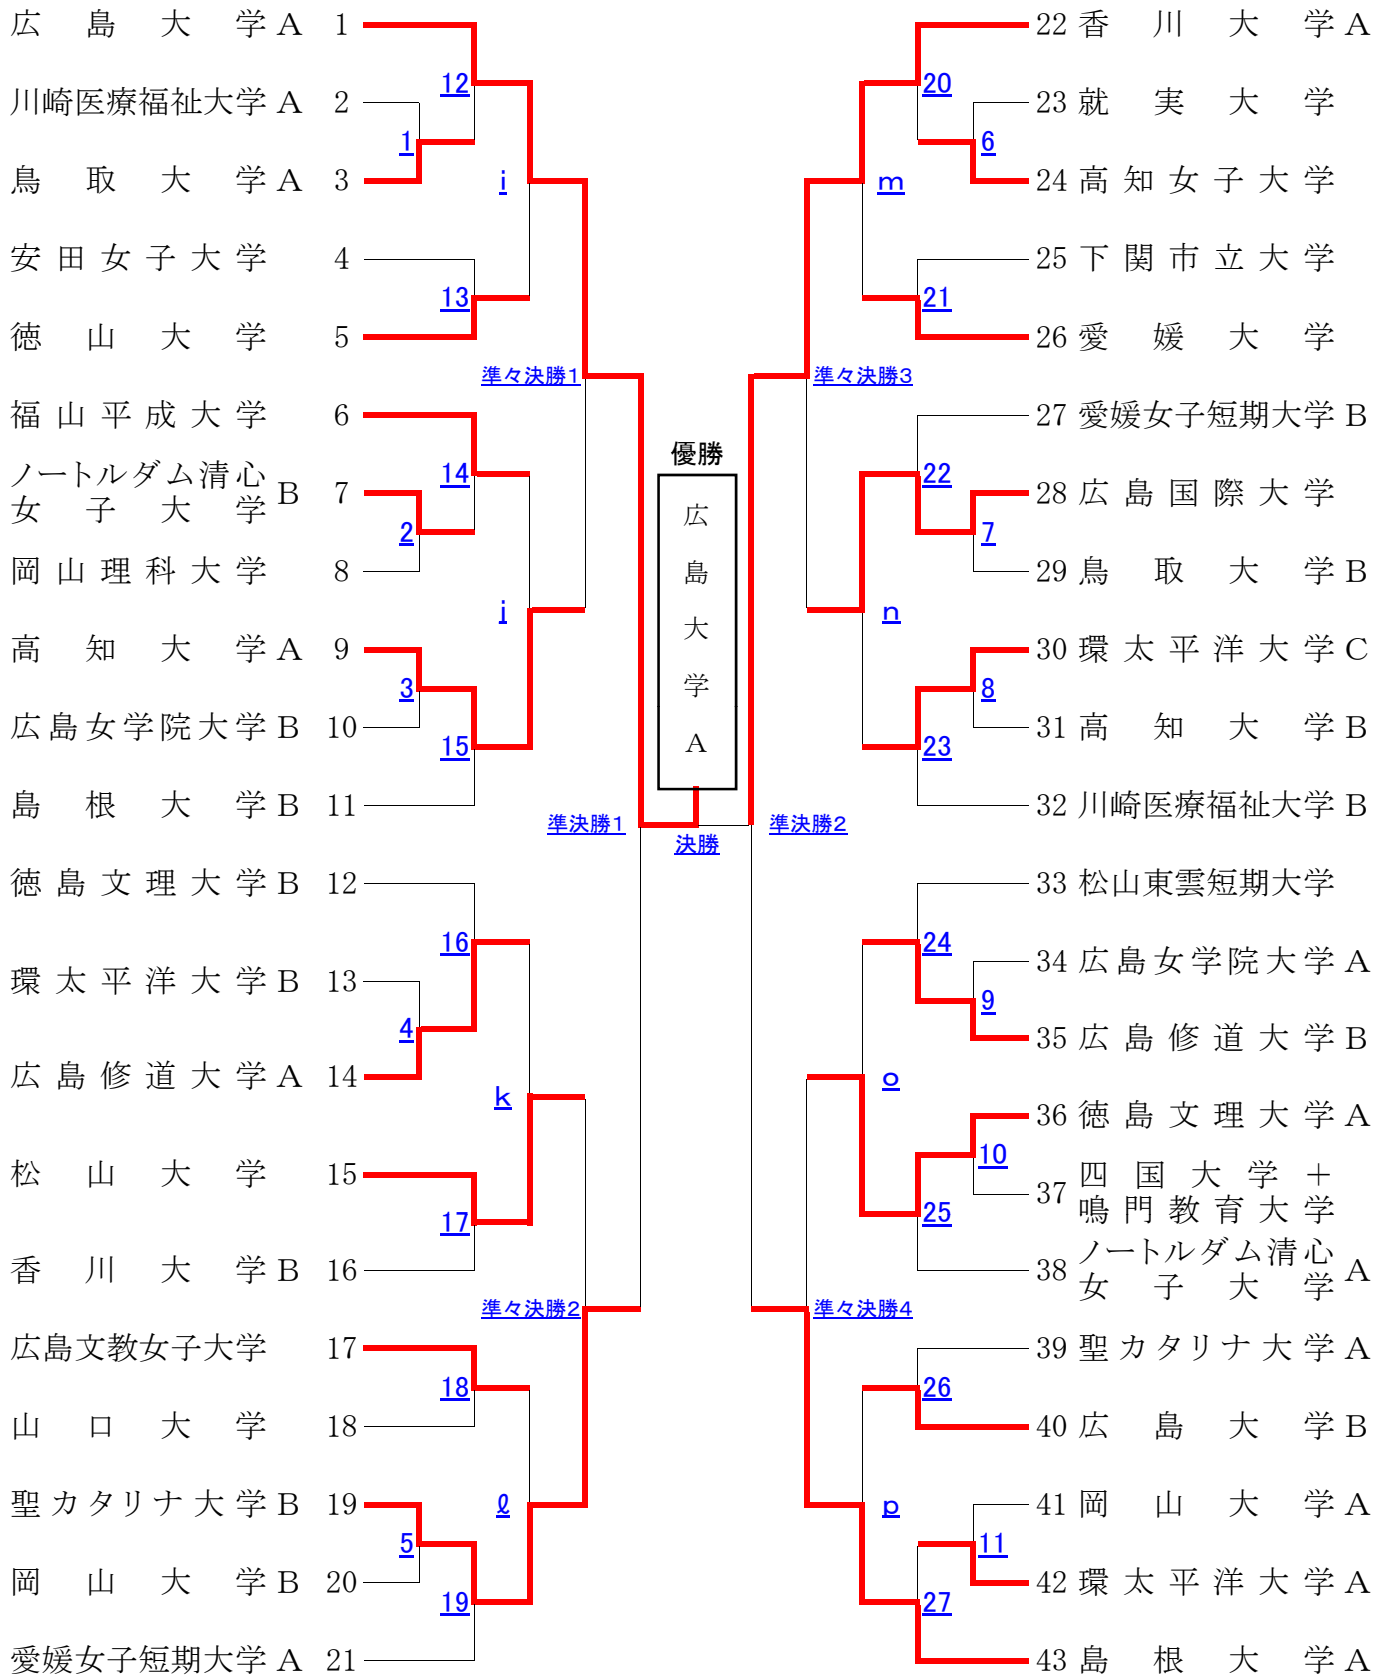 広島大学A 1
12
川崎医療福祉大学A 2
1
鳥取大学A 3
i
安田女子大学 4
13
徳山大学 5
準々決勝1
福山平成大学 6
14
ノートルダム清心
女子大学 B 7
2
岡山理科大学 8
j
高知大学A 9
3
広島女学院大学B 10
15
島根大学B 11
準決勝1
徳島文理大学B 12
16
環太平洋大学B 13
4
広島修道大学A 14
k
松山大学 15
17
香川大学B 16
準々決勝2
広島文教女子大学 17
18
山口大学 18
聖カタリナ大学B 19
ℓ
5
岡山大学B 20
19
愛媛女子短期大学A 21
優勝
広島大学A
決勝
22 香川大学A
20
23 就実大学
6
24 高知女子大学
m
25 下関市立大学
21
26 愛媛大学
準々決勝3
27 愛媛女子短期大学B
22
28 広島国際大学
7
29 鳥取大学B
n
30 環太平洋大学C
8
31 高知大学B
23
32 川崎医療福祉大学B
準決勝2
33 松山東雲短期大学
24
34 広島女学院大学A
9
35 広島修道大学B
o
36 徳島文理大学A
10
37 四国大学+
鳴門教育大学
25
38 ノートルダム清心
女子大学 A
準々決勝4
39 聖カタリナ大学A
26
40 広島大学B
p
41 岡山大学A
11
42 環太平洋大学A
27
43 島根大学A